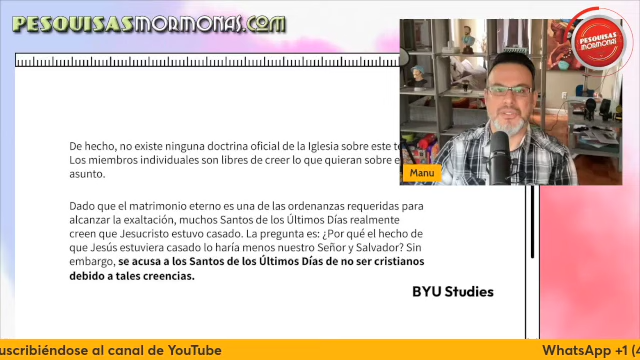 PESQUISASMORMONAS.COM
PESQUISAS
MORMONAS
De hecho, no existe ninguna doctrina oficial de la Iglesia sobre este
Los miembros individuales son libres de creer lo que quieran sobre
asunto.
Manu
Dado que el matrimonio eterno es una de las ordenanzas requeridas para
alcanzar la exaltación, muchos Santos de los Últimos Días realmente
creen que Jesucristo estuvo casado. La pregunta es: ¿Por qué el hecho de
que Jesús estuviera casado lo haría menos nuestro Señor y Salvador? Sin
embargo, se acusa a los Santos de los Últimos Días de no ser cristianos
debido a tales creencias.
BYU Studies
uscribiéndose al canal de YouTube
WhatsApp +1 (4